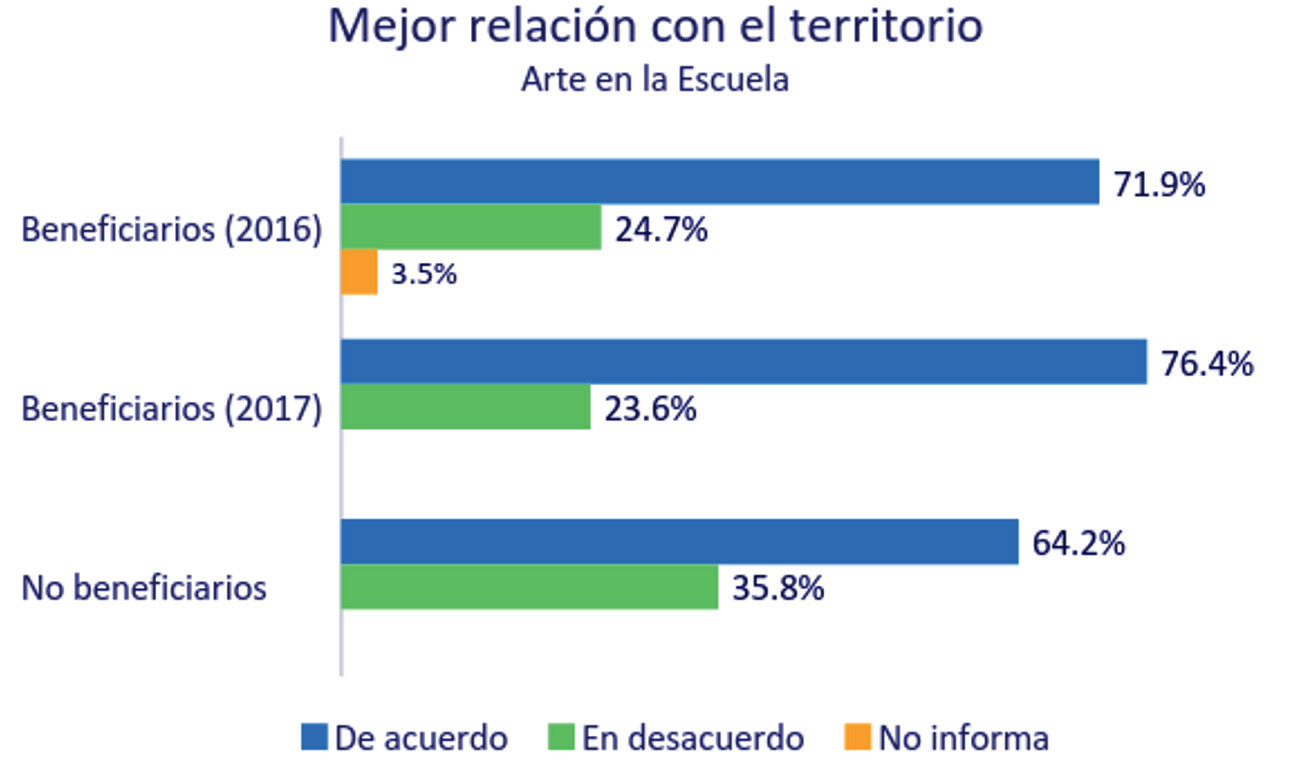 Mejor relación con el territorio
Arte en la Escuela
71.9%
Beneficiarios (2016)
24.7%
3.5%
76.4%
Beneficiarios (2017)
23.6%
64.2%
No beneficiarios
35.8%
De acuerdo En desacuerdo No informa